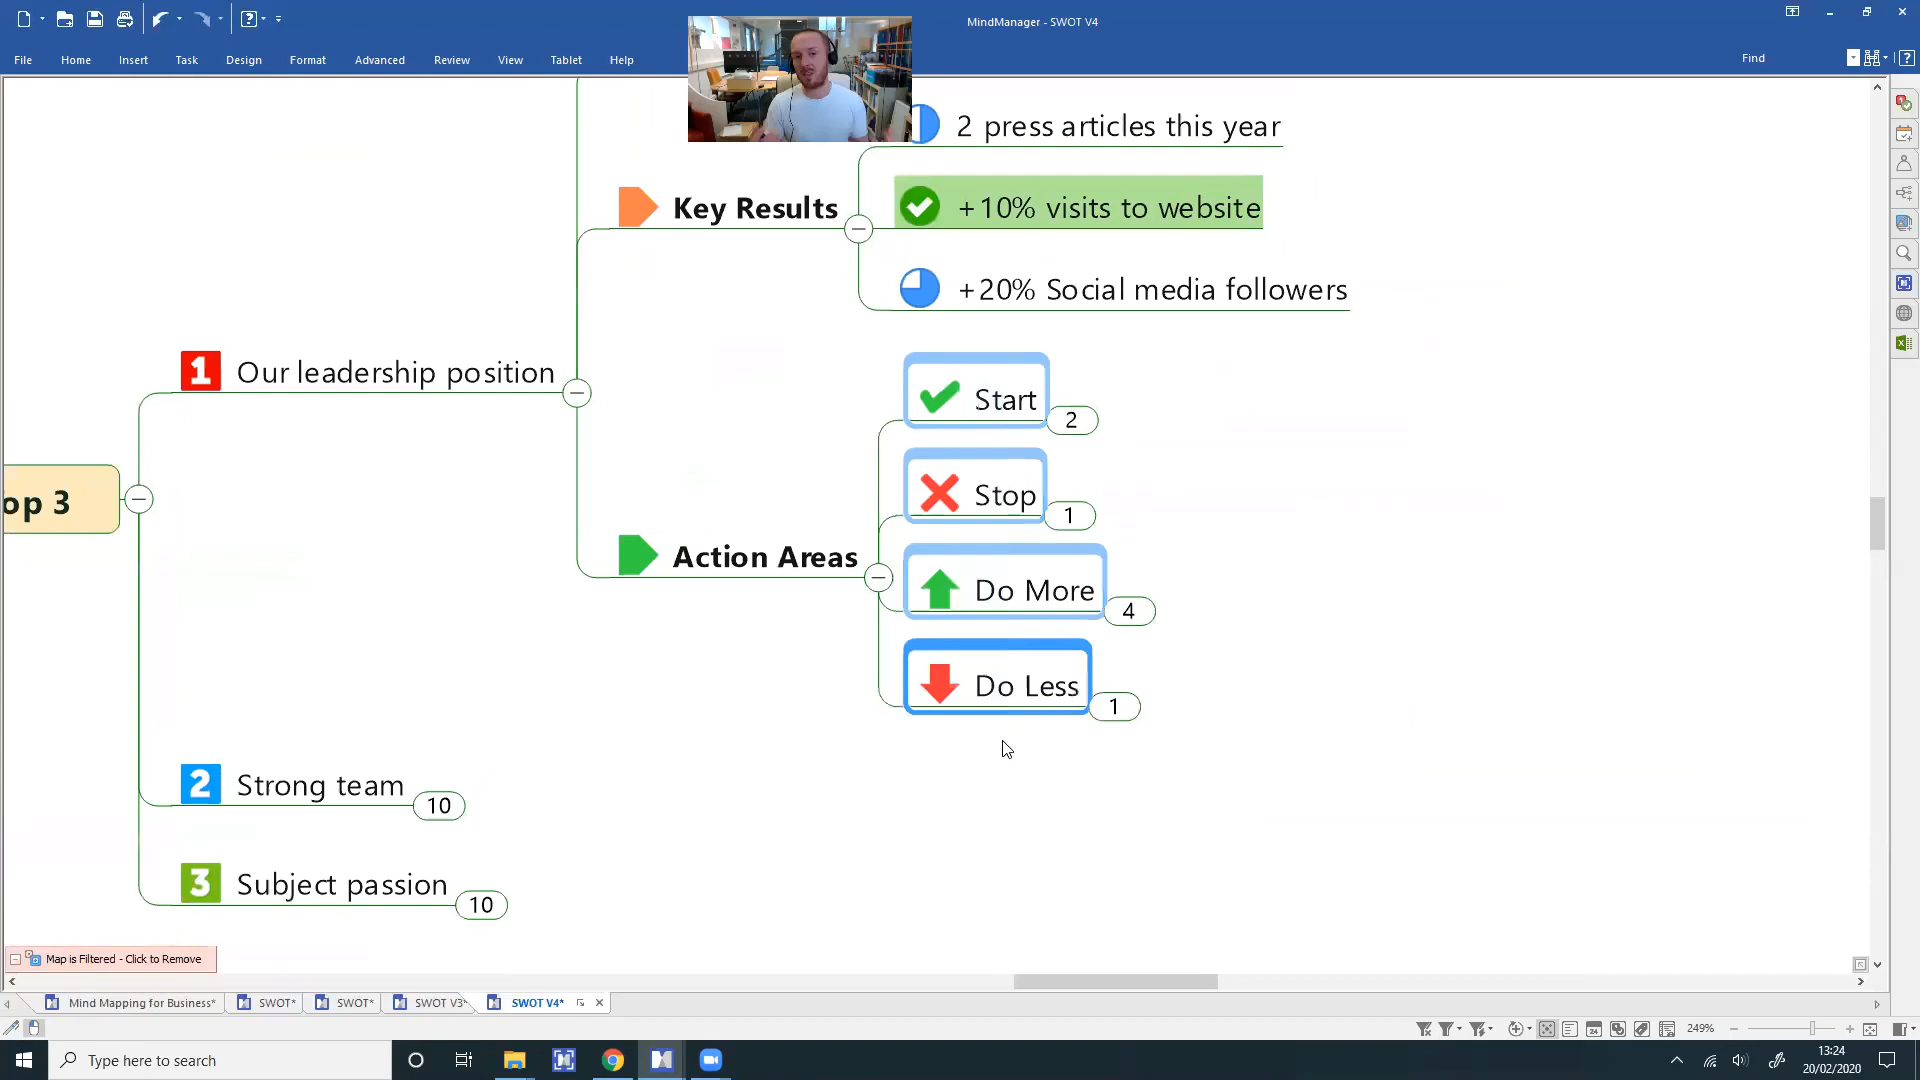 MindManager - SWOT V4
File Home Insert Task Design Format Advanced Review View Tablet Help Find
2 press articles this year
Key Results
+10% visits to website
+20% Social media followers
1 Our leadership position
Start
2
Stop
1
op 3
Action Areas
Do More
4
Do Less
1
2 Strong team
10
3 Subject passion
10
Map is Filtered - Click to Remove
Mind Mapping for Business* SWOT* SWOT* SWOT V3* SWOT V4*
249%
Type here to search
13:24
20/02/2020